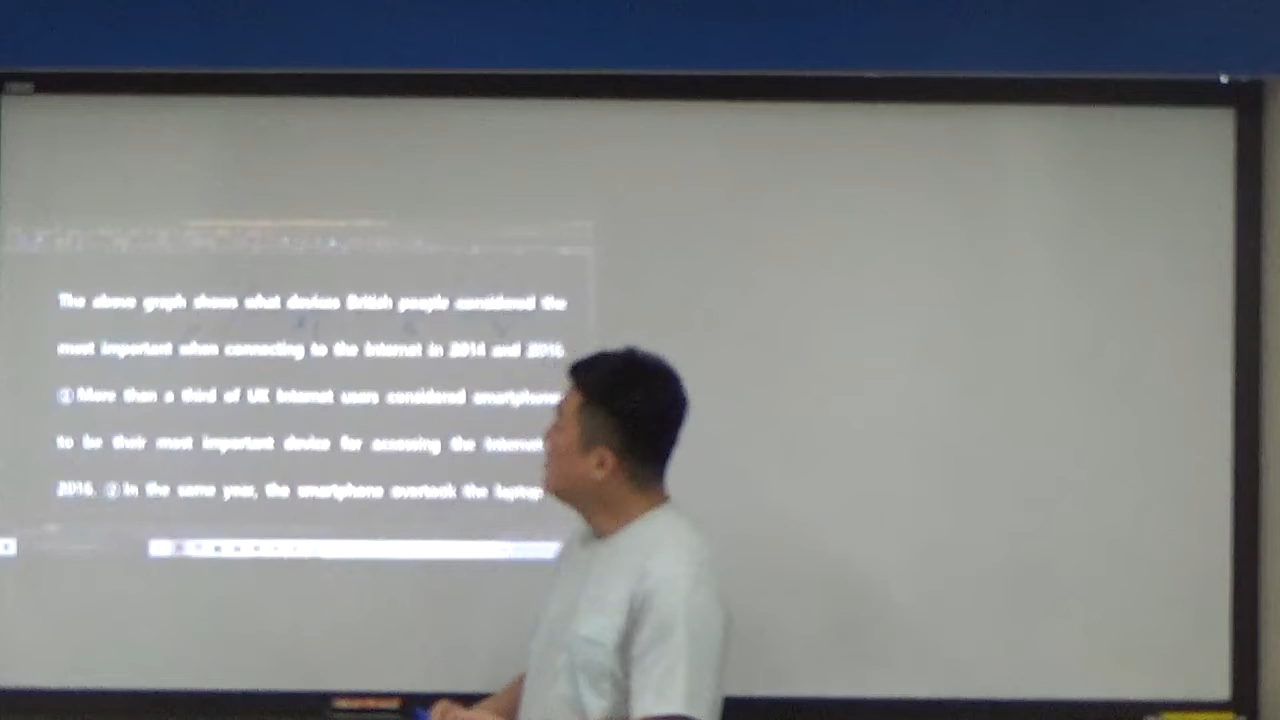 The above graph shows what devices British people considered the
most important when connecting to the Internet in 2014 and 2016
① More than a third of UK Internet users considered smartphones
to be their most important device for accessing the Internet
2016. ② In the same year, the smartphone overtook the laptop